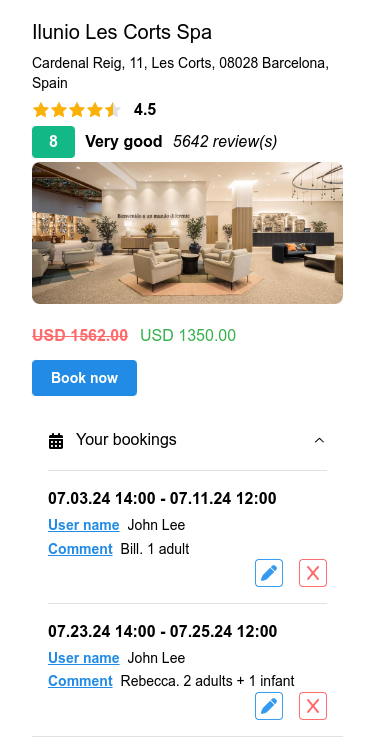 Ilunio Les Corts Spa
Cardenal Reig, 11, Les Corts, 08028 Barcelona,
Spain
4.5
8 Very good 5642 review(s)
Bienvenido a un mundo diferente
USD 1562.00 USD 1350.00
Book now
Your bookings
07.03.24 14:00 - 07.11.24 12:00
User name John Lee
Comment Bill. 1 adult
07.23.24 14:00 - 07.25.24 12:00
User name John Lee
Comment Rebecca. 2 adults + 1 infant